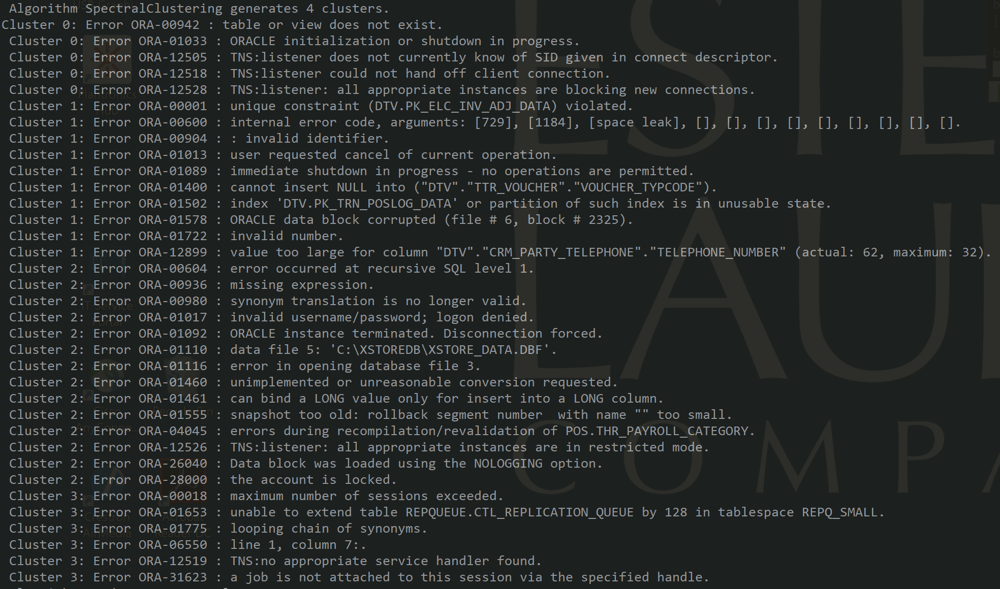 Algorithm SpectralClustering generates 4 clusters.
Cluster 0: Error ORA-00942 : table or view does not exist.
Cluster 0: Error ORA-01033 : ORACLE initialization or shutdown in progress.
Cluster 0: Error ORA-12505 : TNS:listener does not currently know of SID given in connect descriptor.
Cluster 0: Error ORA-12518 : TNS:listener could not hand off client connection.
Cluster 0: Error ORA-12528 : TNS:listener: all appropriate instances are blocking new connections.
Cluster 1: Error ORA-00001 : unique constraint (DTV.PK_ELC_INV_ADJ_DATA) violated.
Cluster 1: Error ORA-00600 : internal error code, arguments: [729], [1184], [space leak], [], [], [], [], [], [], [], [], [].
Cluster 1: Error ORA-00904 : : invalid identifier.
Cluster 1: Error ORA-01013 : user requested cancel of current operation.
Cluster 1: Error ORA-01089 : immediate shutdown in progress - no operations are permitted.
Cluster 1: Error ORA-01400 : cannot insert NULL into ("DTV"."TTR_VOUCHER"."VOUCHER_TYPCODE").
Cluster 1: Error ORA-01502 : index 'DTV.PK_TRN_POSLOG_DATA' or partition of such index is in unusable state.
Cluster 1: Error ORA-01578 : ORACLE data block corrupted (file # 6, block # 2325).
Cluster 1: Error ORA-01722 : invalid number.
Cluster 1: Error ORA-12899 : value too large for column "DTV"."CRM_PARTY_TELEPHONE"."TELEPHONE_NUMBER" (actual: 62, maximum: 32).
Cluster 2: Error ORA-00604 : error occurred at recursive SQL level 1.
Cluster 2: Error ORA-00936 : missing expression.
Cluster 2: Error ORA-00980 : synonym translation is no longer valid.
Cluster 2: Error ORA-01017 : invalid username/password; logon denied.
Cluster 2: Error ORA-01092 : ORACLE instance terminated. Disconnection forced.
Cluster 2: Error ORA-01110 : data file 5: 'C:\XSTOREDB\XSTORE_DATA.DBF'.
Cluster 2: Error ORA-01116 : error in opening database file 3.
Cluster 2: Error ORA-01460 : unimplemented or unreasonable conversion requested.
Cluster 2: Error ORA-01461 : can bind a LONG value only for insert into a LONG column.
Cluster 2: Error ORA-01555 : snapshot too old: rollback segment number  with name "" too small.
Cluster 2: Error ORA-04045 : errors during recompilation/revalidation of POS.THR_PAYROLL_CATEGORY.
Cluster 2: Error ORA-12526 : TNS:listener: all appropriate instances are in restricted mode.
Cluster 2: Error ORA-26040 : Data block was loaded using the NOLOGGING option.
Cluster 2: Error ORA-28000 : the account is locked.
Cluster 3: Error ORA-00018 : maximum number of sessions exceeded.
Cluster 3: Error ORA-01653 : unable to extend table REPQUEUE.CTL_REPLICATION_QUEUE by 128 in tablespace REPQ_SMALL.
Cluster 3: Error ORA-01775 : looping chain of synonyms.
Cluster 3: Error ORA-06550 : line 1, column 7:.
Cluster 3: Error ORA-12519 : TNS:no appropriate service handler found.
Cluster 3: Error ORA-31623 : a job is not attached to this session via the specified handle.
ESTE
LAU
COMPA
Plantronics
Hub
IT Service
Portal
Cisco
AnyConne...
Recycle Bin
Crestron
AirMedia
Acrobat
Reader DC